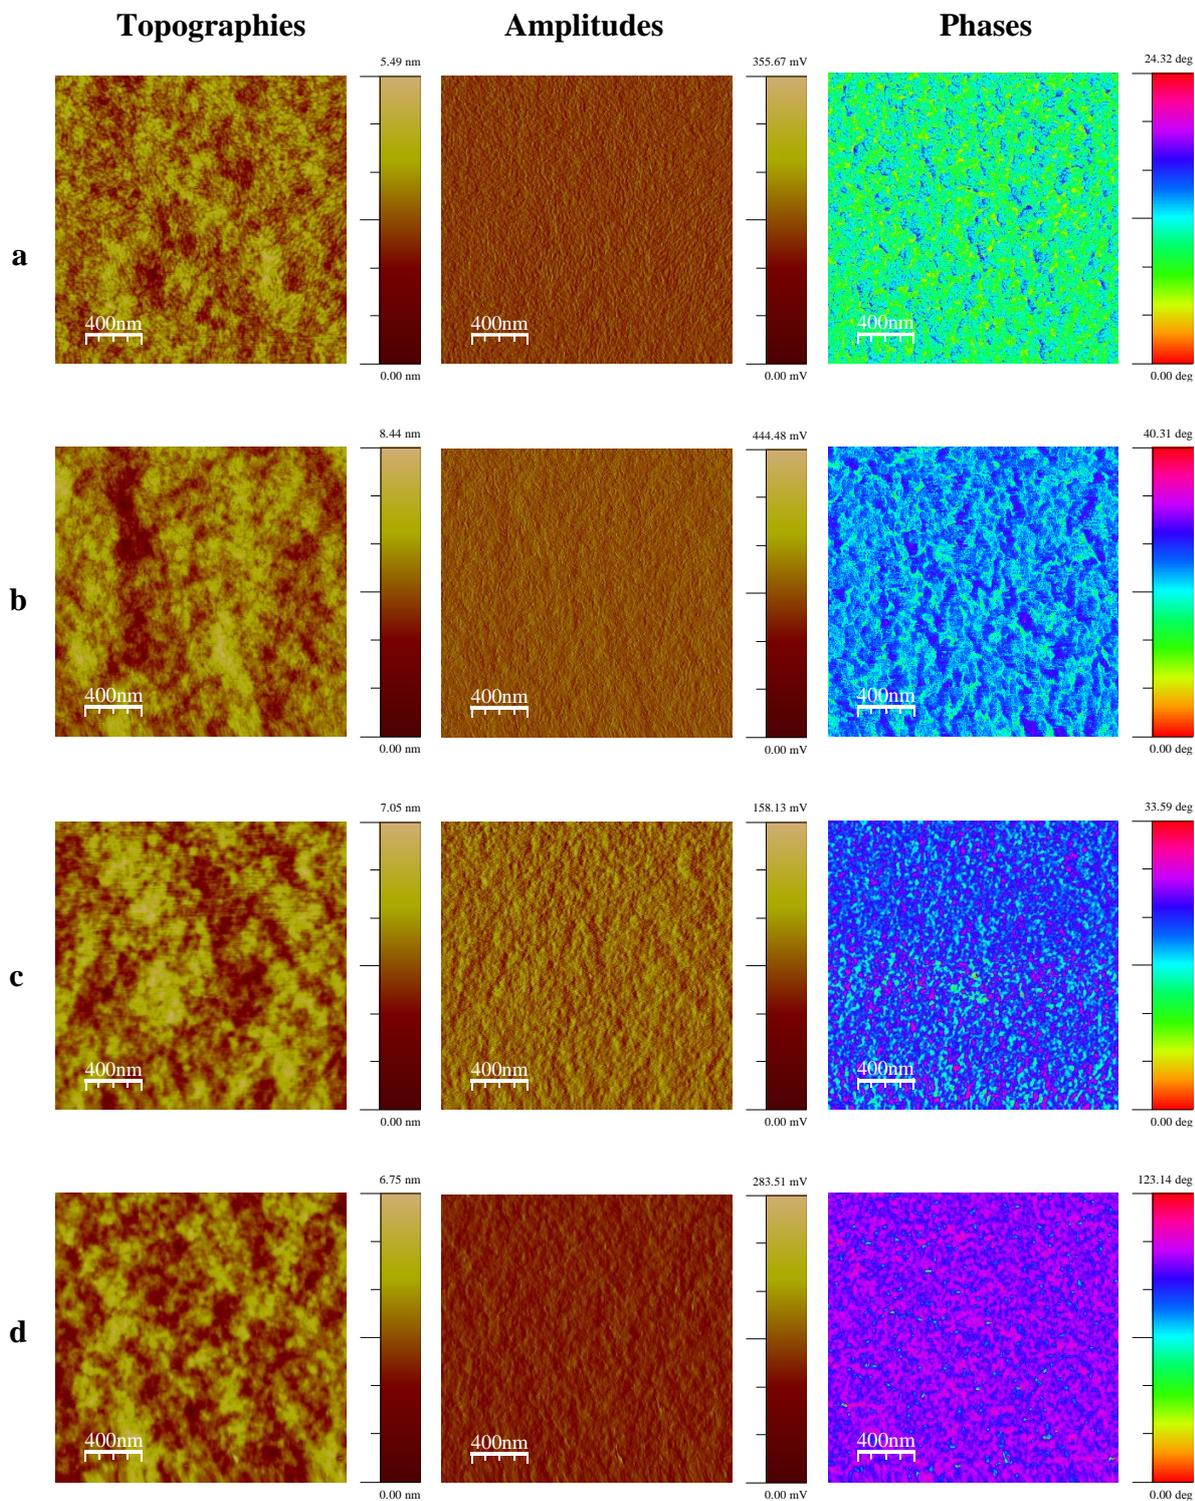 Topographies Amplitudes Phases
5.49 nm 355.67 mV 24.32 deg
a
400nm 400nm 400nm
0.00 nm 0.00 mV 0.00 deg
8.44 nm 444.48 mV 40.31 deg
b
400nm 400nm 400nm
0.00 nm 0.00 mV 0.00 deg
7.05 nm 158.13 mV 33.59 deg
c
400nm 400nm 400nm
0.00 nm 0.00 mV 0.00 deg
6.75 nm 283.51 mV 123.14 deg
d
400nm 400nm 400nm
0.00 nm 0.00 mV 0.00 deg